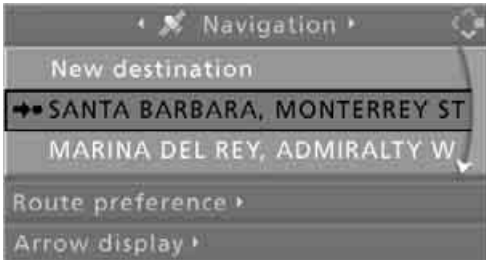 Navigation
New destination
SANTA BARBARA, MONTERREY ST
MARINA DEL REY, ADMIRALTY W
Route preference
Arrow display